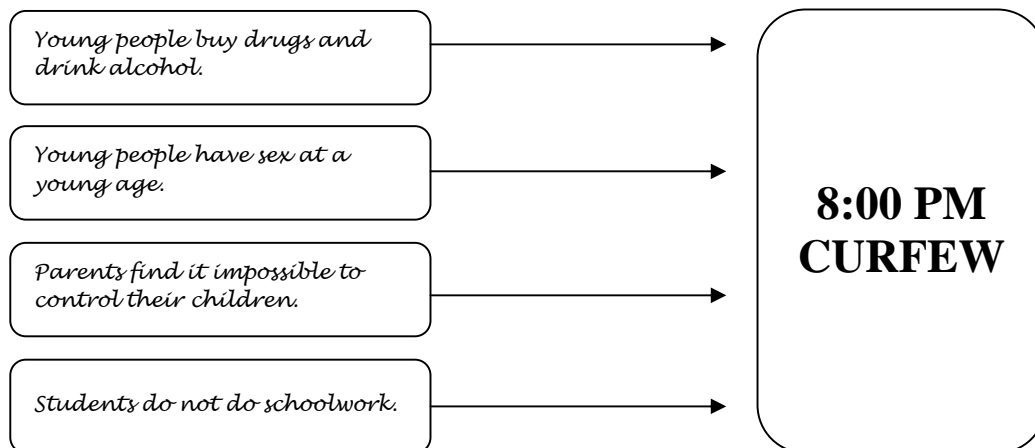 Young people buy drugs and
drink alcohol.
Young people have sex at a
young age.
Parents find it impossible to
control their children.
Students do not do schoolwork.
8:00 PM
CURFEW